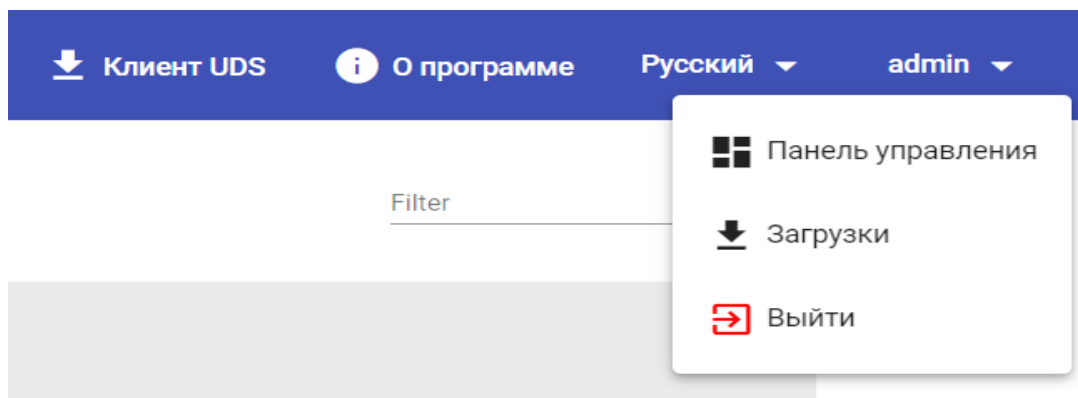 Клиент UDS
О программе
Русский
admin
Панель управления
Filter
Загрузки
Выйти